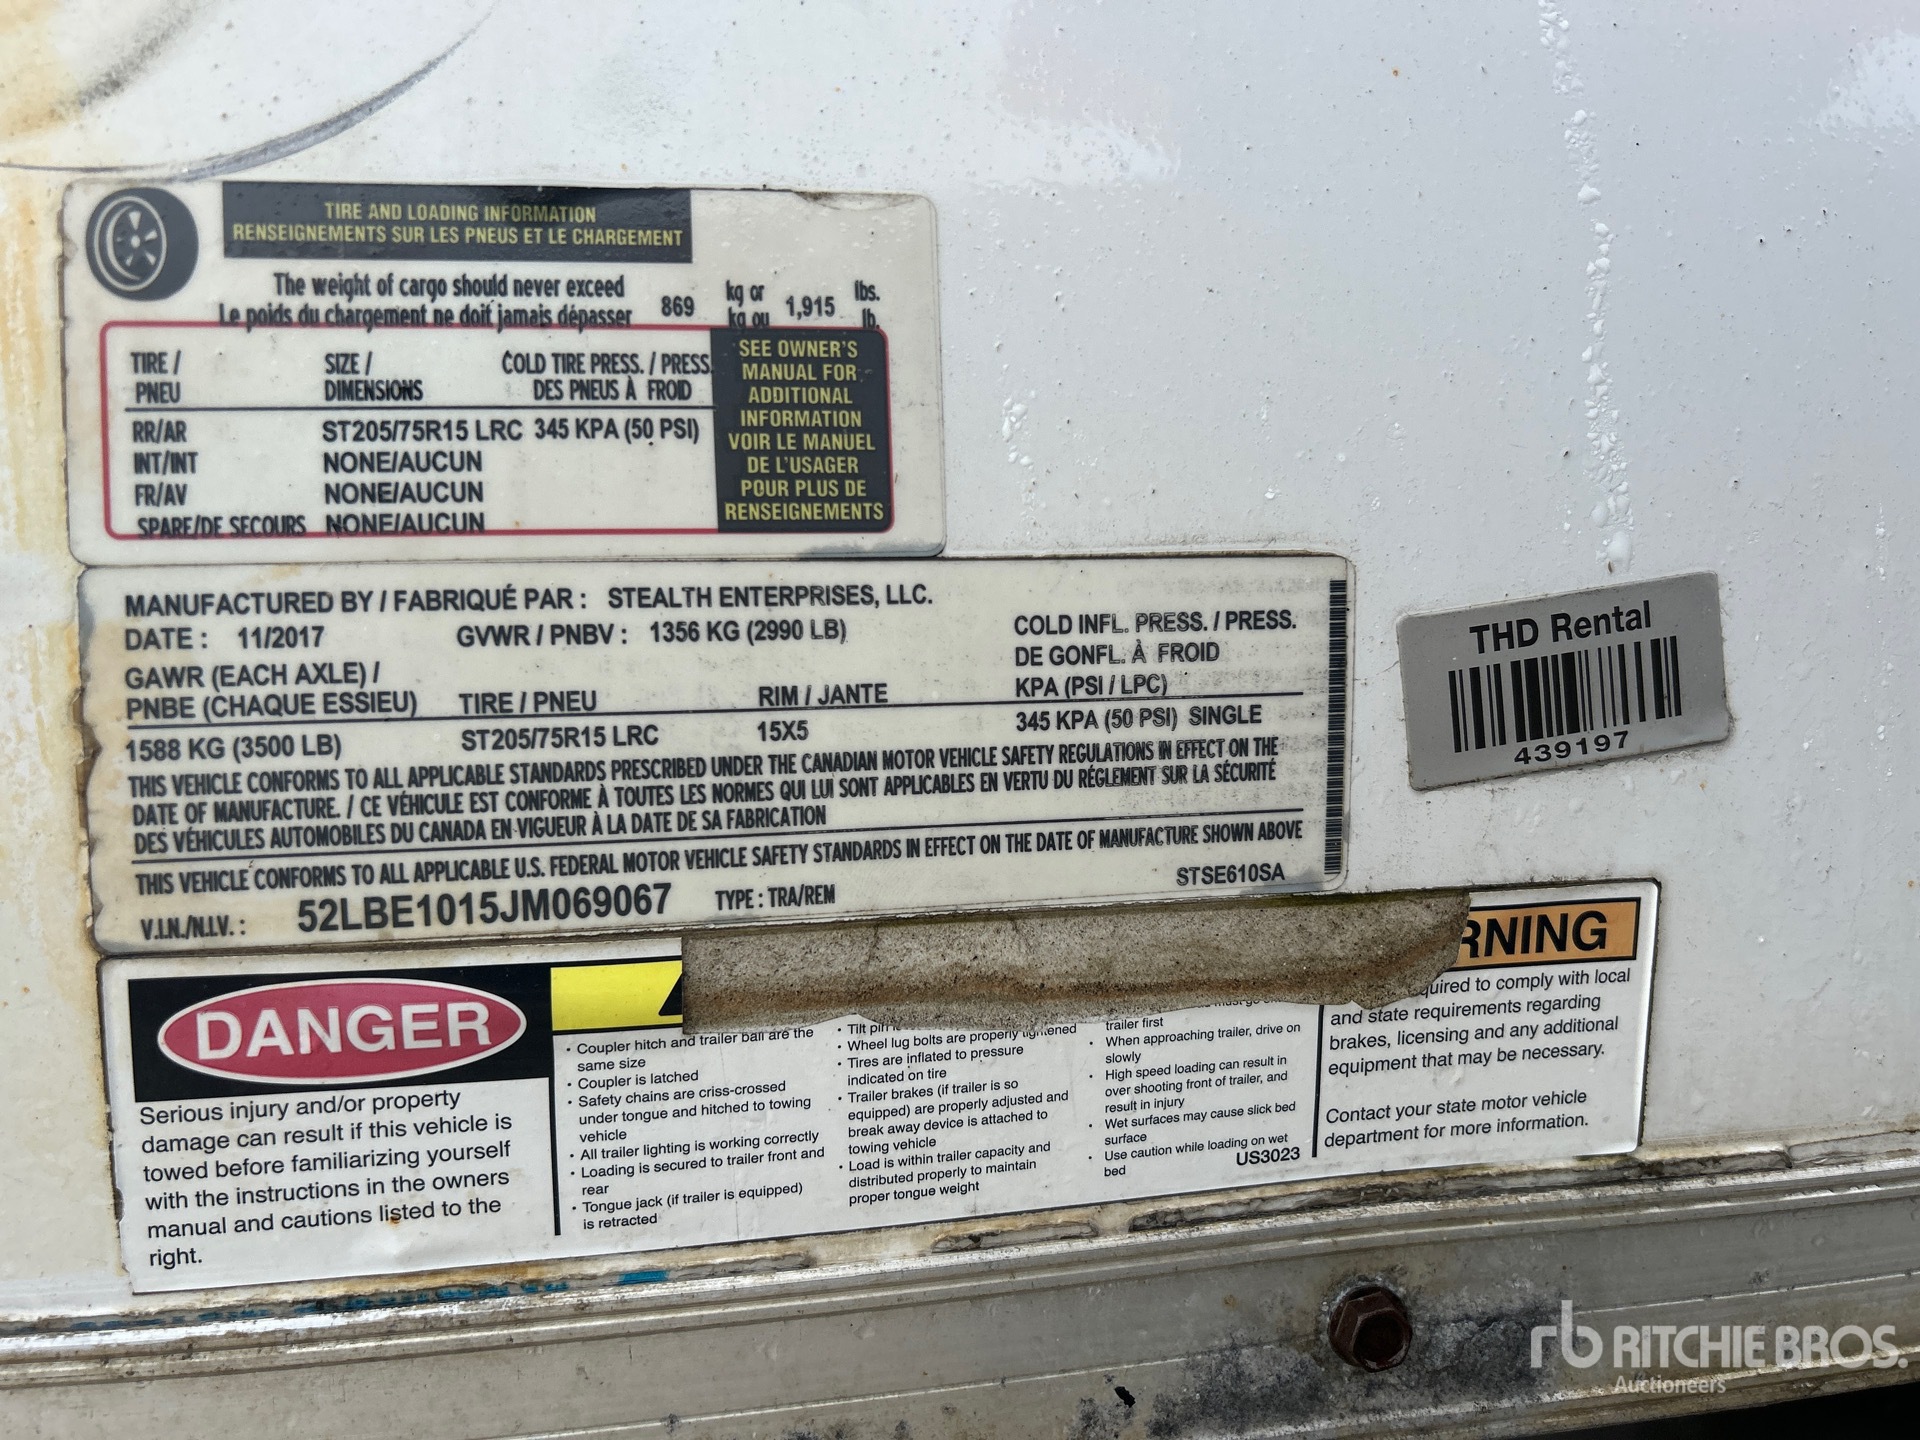 TIRE AND LOADING INFORMATION
RENSEIGNEMENTS SUR LES PNEUS ET LE CHARGEMENT
The weight of cargo should never exceed
Le poids du chargement ne doit jamais dépasser
869
kg or
kg ou
1,915
lbs.
lb.
TIRE /
PNEU
SIZE /
DIMENSIONS
COLD TIRE PRESS. / PRESS.
DES PNEUS À FROID
RR/AR ST205/75R15 LRC 345 KPA (50 PSI)
INT/INT NONE/AUCUN
FR/AV NONE/AUCUN
SPARE/DE SECOURS NONE/AUCUN
SEE OWNER'S
MANUAL FOR
ADDITIONAL
INFORMATION
VOIR LE MANUEL
DE L'USAGER
POUR PLUS DE
RENSEIGNEMENTS
MANUFACTURED BY / FABRIQUÉ PAR : STEALTH ENTERPRISES, LLC.
DATE : 11/2017 GVWR / PNBV : 1356 KG (2990 LB)
GAWR (EACH AXLE) /
PNBE (CHAQUE ESSIEU) TIRE / PNEU RIM / JANTE
COLD INFL. PRESS. / PRESS.
DE GONFL. À FROID
KPA (PSI / LPC)
1588 KG (3500 LB) ST205/75R15 LRC 15X5 345 KPA (50 PSI) SINGLE
THIS VEHICLE CONFORMS TO ALL APPLICABLE STANDARDS PRESCRIBED UNDER THE CANADIAN MOTOR VEHICLE SAFETY REGULATIONS IN EFFECT ON THE
DATE OF MANUFACTURE. / CE VÉHICULE EST CONFORME À TOUTES LES NORMES QUI LUI SONT APPLICABLES EN VERTU DU RÉGLEMENT SUR LA SÉCURITÉ
DES VÉHICULES AUTOMOBILES DU CANADA EN VIGUEUR À LA DATE DE SA FABRICATION
THIS VEHICLE CONFORMS TO ALL APPLICABLE U.S. FEDERAL MOTOR VEHICLE SAFETY STANDARDS IN EFFECT ON THE DATE OF MANUFACTURE SHOWN ABOVE
V.I.N./N.I.V. : 52LBE1015JM069067 TYPE : TRA/REM STSE610SA
THD Rental
439197
DANGER
Serious injury and/or property
damage can result if this vehicle is
towed before familiarizing yourself
with the instructions in the owners
manual and cautions listed to the
right.
• Coupler hitch and trailer ball are the
same size
• Coupler is latched
• Safety chains are criss-crossed
under tongue and hitched to towing
vehicle
• All trailer lighting is working correctly
• Loading is secured to trailer front and
rear
• Tongue jack (if trailer is equipped)
is retracted
• Tilt pin
• Wheel lug bolts are properly tightened
• Tires are inflated to pressure
indicated on tire
• Trailer brakes (if trailer is so
equipped) are properly adjusted and
break away device is attached to
towing vehicle
• Load is within trailer capacity and
distributed properly to maintain
proper tongue weight
must go
trailer first
• When approaching trailer, drive on
slowly
• High speed loading can result in
over shooting front of trailer, and
result in injury
• Wet surfaces may cause slick bed
surface
• Use caution while loading on wet
bed
US3023
RNING
quired to comply with local
and state requirements regarding
brakes, licensing and any additional
equipment that may be necessary.
Contact your state motor vehicle
department for more information.
rb RITCHIE BROS.
Auctioneers